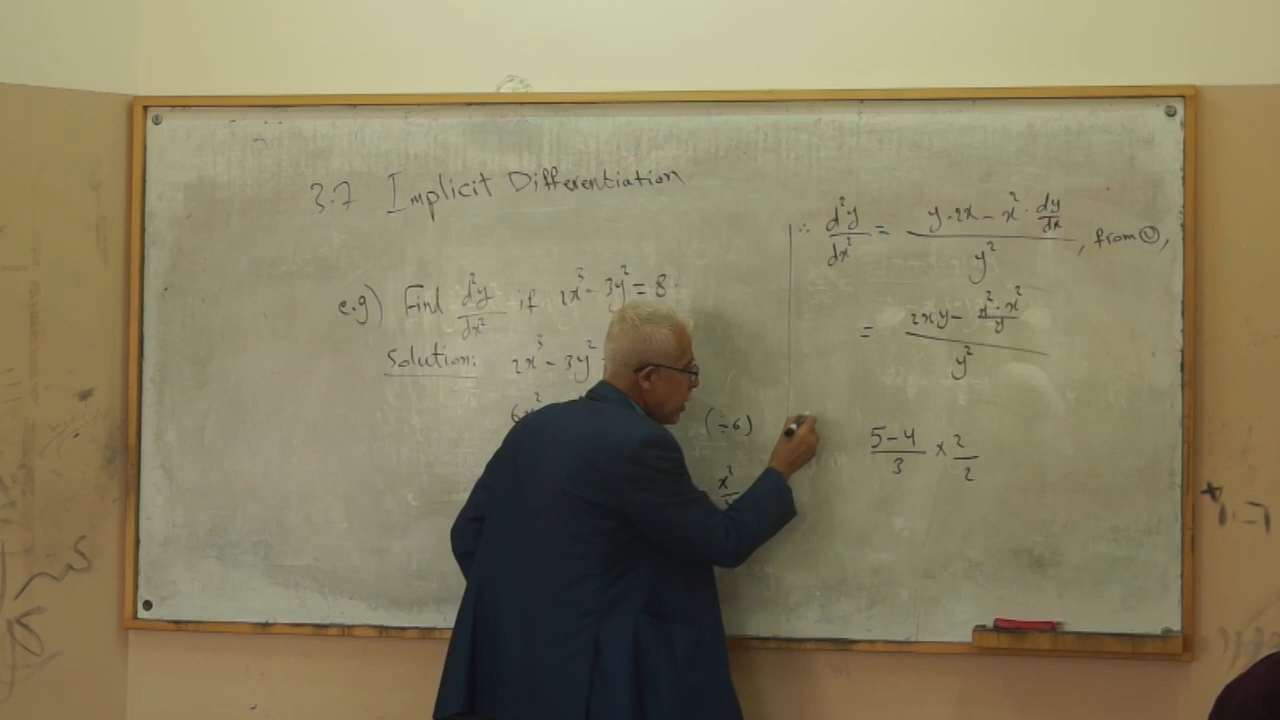 3.7 Implicit Differentiation
e.g) Find d²y/dx² if 2x³ - 3y² = 8.
Solution: 2x³ - 3y²
6x²
(÷6)
x²
∴ d²y/dx² = (y·2x - x²·dy/dx)/y², from ①,
= (2xy - (x²·x²)/y)/y²
(5-4)/3 × 2/2